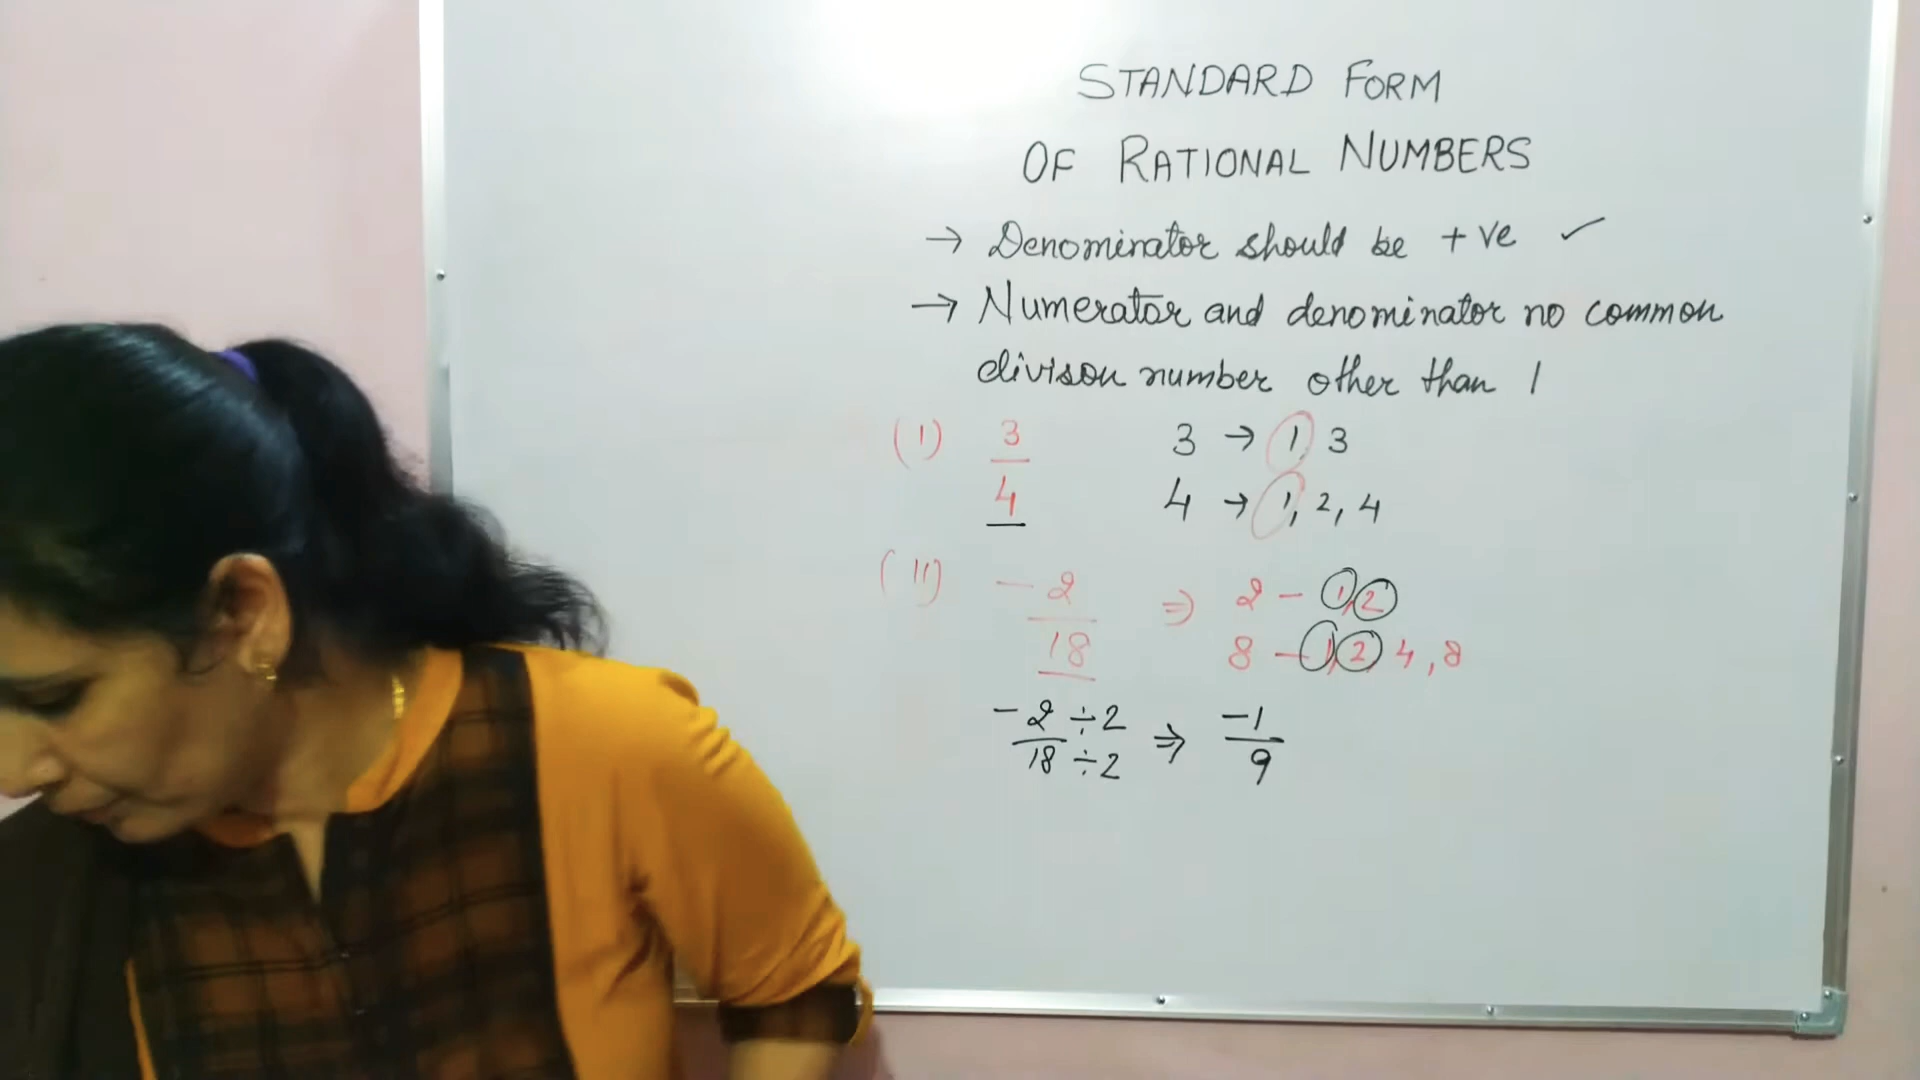 STANDARD FORM
OF RATIONAL NUMBERS
→ Denominator should be +ve ✓
→ Numerator and denominator no common
divison number other than 1
(I) 3/4 3 → 1, 3
4 → 1, 2, 4
(II) -2/18 ⇒ 2 - 1, 2
8 - 1, 2, 4, 8
-2÷2/18÷2 ⇒ -1/9